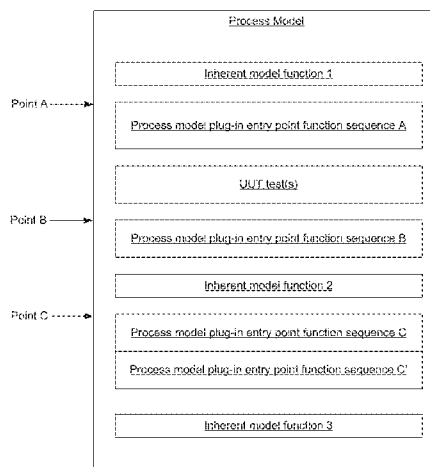 Process Model
Inherent model function 1
Point A
Process model plug-in entry point function sequence A
UUT test(s)
Point B
Process model plug-in entry point function sequence B
Inherent model function 2
Point C
Process model plug-in entry point function sequence C
Process model plug-in entry point function sequence C'
Inherent model function 3